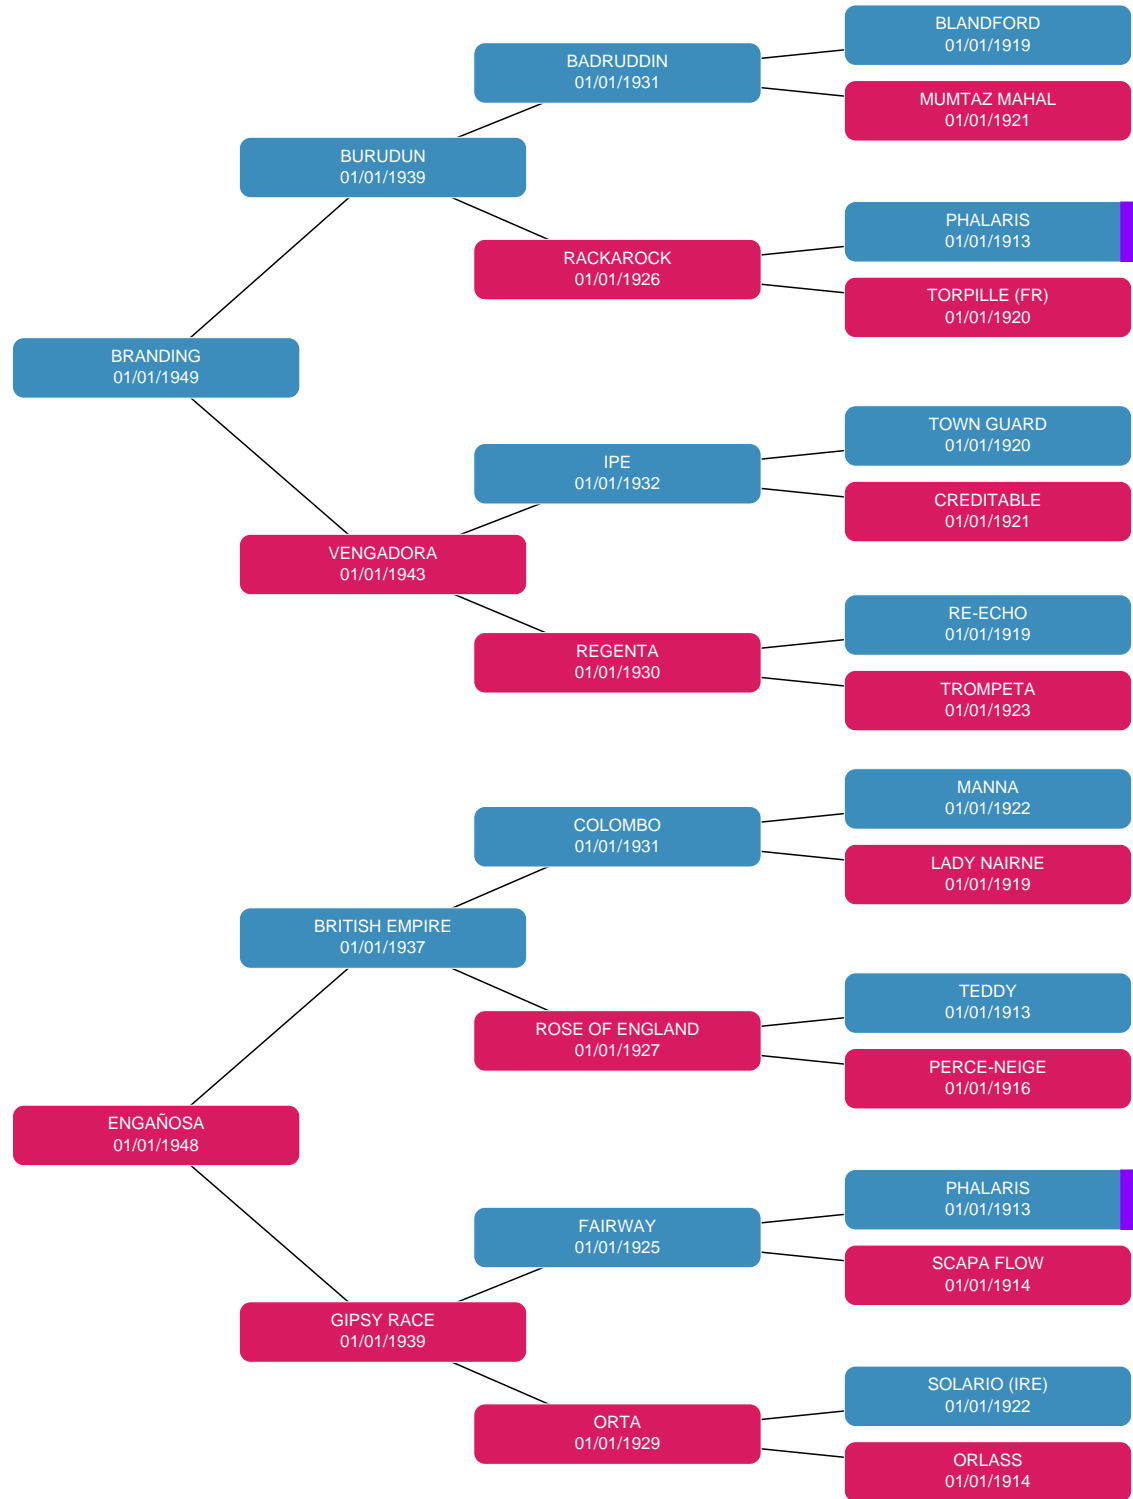 BLANDFORD
01/01/1919
BADRUDDIN
01/01/1931
MUMTAZ MAHAL
01/01/1921
BURUDUN
01/01/1939
PHALARIS
01/01/1913
RACKAROCK
01/01/1926
TORPILLE (FR)
01/01/1920
BRANDING
01/01/1949
TOWN GUARD
01/01/1920
IPE
01/01/1932
CREDITABLE
01/01/1921
VENGADORA
01/01/1943
RE-ECHO
01/01/1919
REGENTA
01/01/1930
TROMPETA
01/01/1923
MANNA
01/01/1922
COLOMBO
01/01/1931
LADY NAIRNE
01/01/1919
BRITISH EMPIRE
01/01/1937
TEDDY
01/01/1913
ROSE OF ENGLAND
01/01/1927
PERCE-NEIGE
01/01/1916
ENGAÑOSA
01/01/1948
PHALARIS
01/01/1913
FAIRWAY
01/01/1925
SCAPA FLOW
01/01/1914
GIPSY RACE
01/01/1939
SOLARIO (IRE)
01/01/1922
ORTA
01/01/1929
ORLASS
01/01/1914